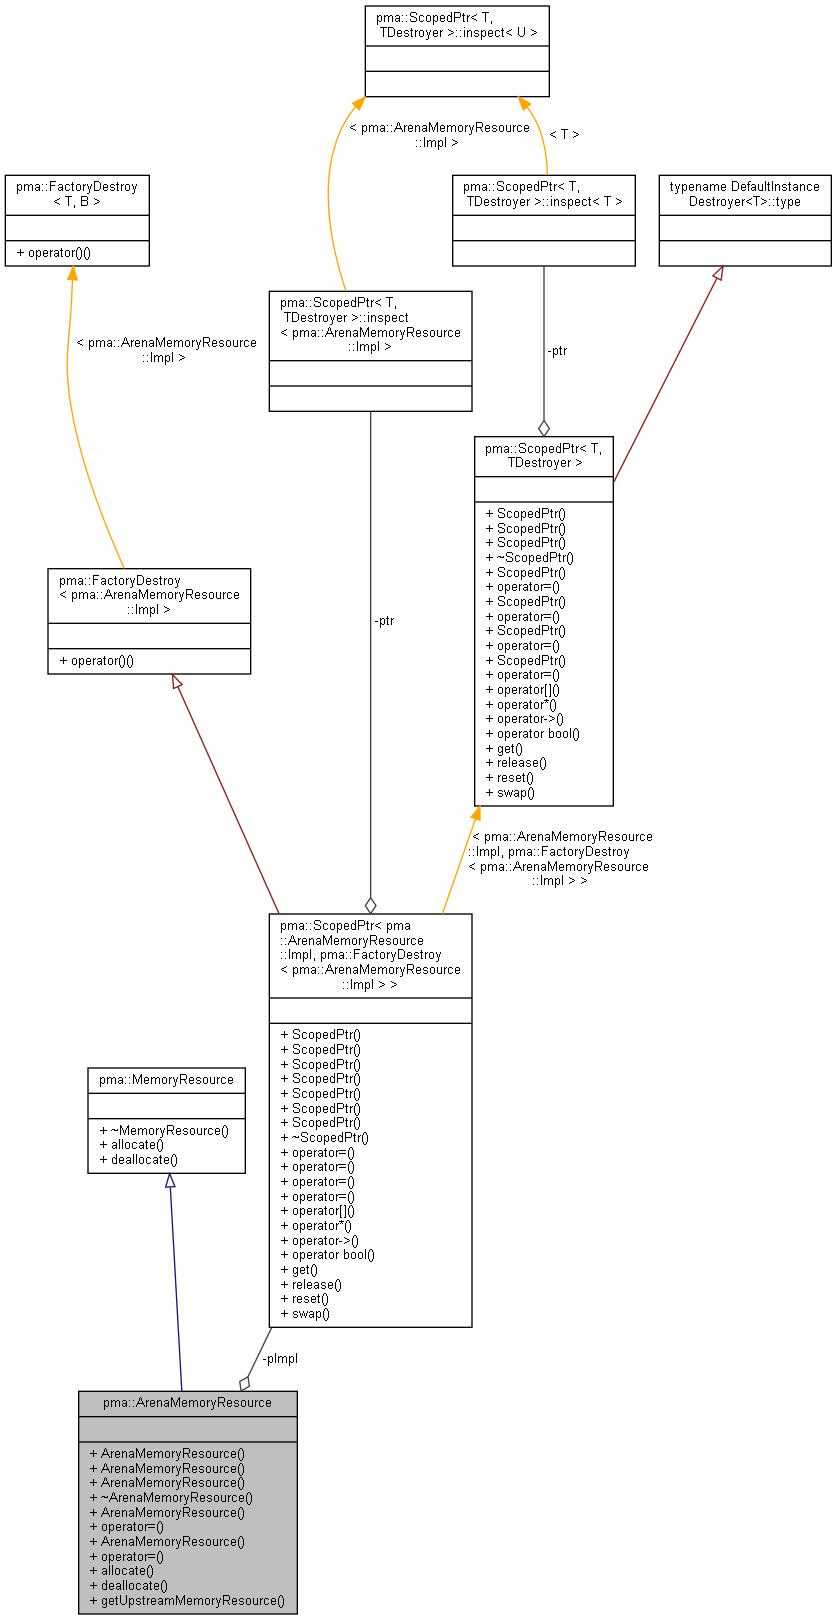 pma::ScopedPtr< T,
TDestroyer >::inspect< U >
< pma::ArenaMemoryResource
::Impl >
< T >
pma::FactoryDestroy
< T, B >
+ operator()()
pma::ScopedPtr< T,
TDestroyer >::inspect< T >
typename DefaultInstance
Destroyer<T>::type
< pma::ArenaMemoryResource
::Impl >
pma::ScopedPtr< T,
TDestroyer >::inspect
< pma::ArenaMemoryResource
::Impl >
-ptr
pma::ScopedPtr< T,
TDestroyer >
+ ScopedPtr()
+ ScopedPtr()
+ ScopedPtr()
+ ~ScopedPtr()
+ ScopedPtr()
+ operator=()
+ ScopedPtr()
+ operator=()
+ ScopedPtr()
+ operator=()
+ ScopedPtr()
+ operator=()
+ operator[]()
+ operator*()
+ operator->()
+ operator bool()
+ get()
+ release()
+ reset()
+ swap()
pma::FactoryDestroy
< pma::ArenaMemoryResource
::Impl >
+ operator()()
-ptr
< pma::ArenaMemoryResource
::Impl, pma::FactoryDestroy
< pma::ArenaMemoryResource
::Impl > >
pma::ScopedPtr< pma
::ArenaMemoryResource
::Impl, pma::FactoryDestroy
< pma::ArenaMemoryResource
::Impl > >
+ ScopedPtr()
+ ScopedPtr()
+ ScopedPtr()
+ ScopedPtr()
+ ScopedPtr()
+ ScopedPtr()
+ ScopedPtr()
+ ~ScopedPtr()
+ operator=()
+ operator=()
+ operator=()
+ operator=()
+ operator[]()
+ operator*()
+ operator->()
+ operator bool()
+ get()
+ release()
+ reset()
+ swap()
pma::MemoryResource
+ ~MemoryResource()
+ allocate()
+ deallocate()
-pImpl
pma::ArenaMemoryResource
+ ArenaMemoryResource()
+ ArenaMemoryResource()
+ ArenaMemoryResource()
+ ~ArenaMemoryResource()
+ ArenaMemoryResource()
+ operator=()
+ ArenaMemoryResource()
+ operator=()
+ allocate()
+ deallocate()
+ getUpstreamMemoryResource()